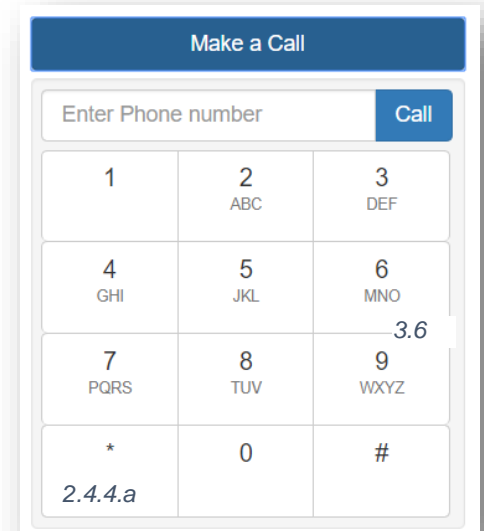 Make a Call
Enter Phone number Call
1 2 3
ABC DEF
4 5 6
GHI JKL MNO
3.6
7 8 9
PQRS TUV WXYZ
* 0 #
2.4.4.a